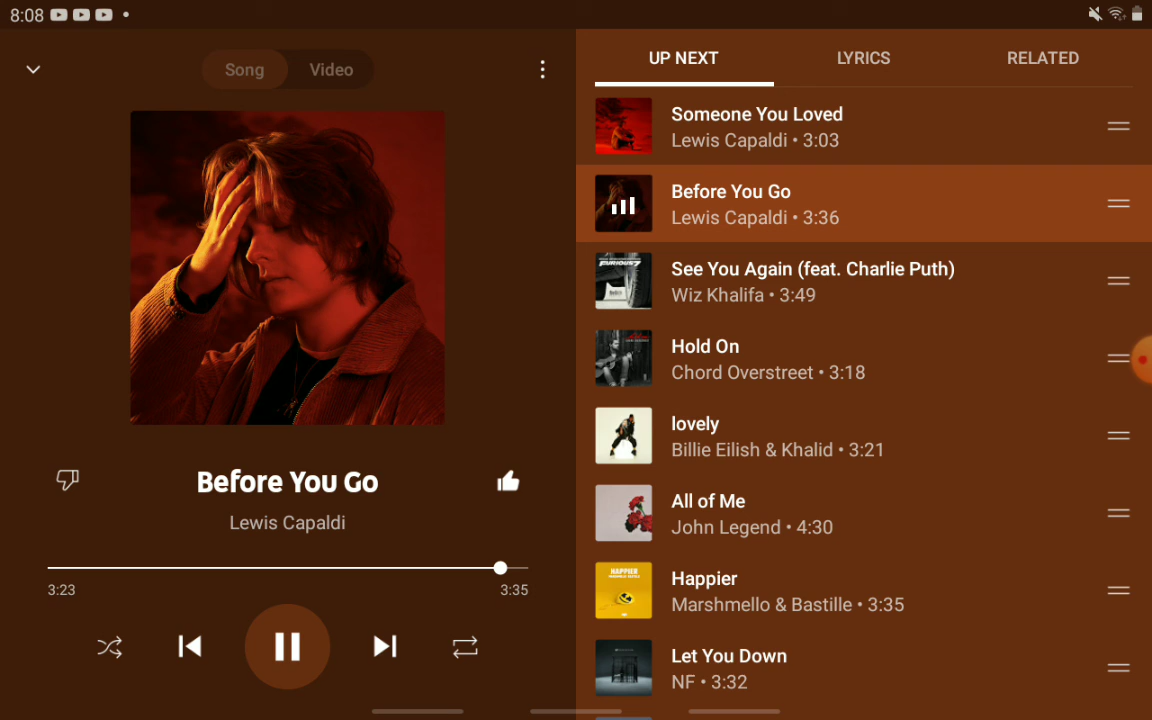 8:08
Song
Video
Before You Go
Lewis Capaldi
3:23
3:35
UP NEXT
LYRICS
RELATED
Someone You Loved
Lewis Capaldi • 3:03
Before You Go
Lewis Capaldi • 3:36
FURIOUS 7
See You Again (feat. Charlie Puth)
Wiz Khalifa • 3:49
Hold On
Chord Overstreet • 3:18
lovely
Billie Eilish & Khalid • 3:21
All of Me
John Legend • 4:30
HAPPIER
Happier
Marshmello & Bastille • 3:35
Let You Down
NF • 3:32